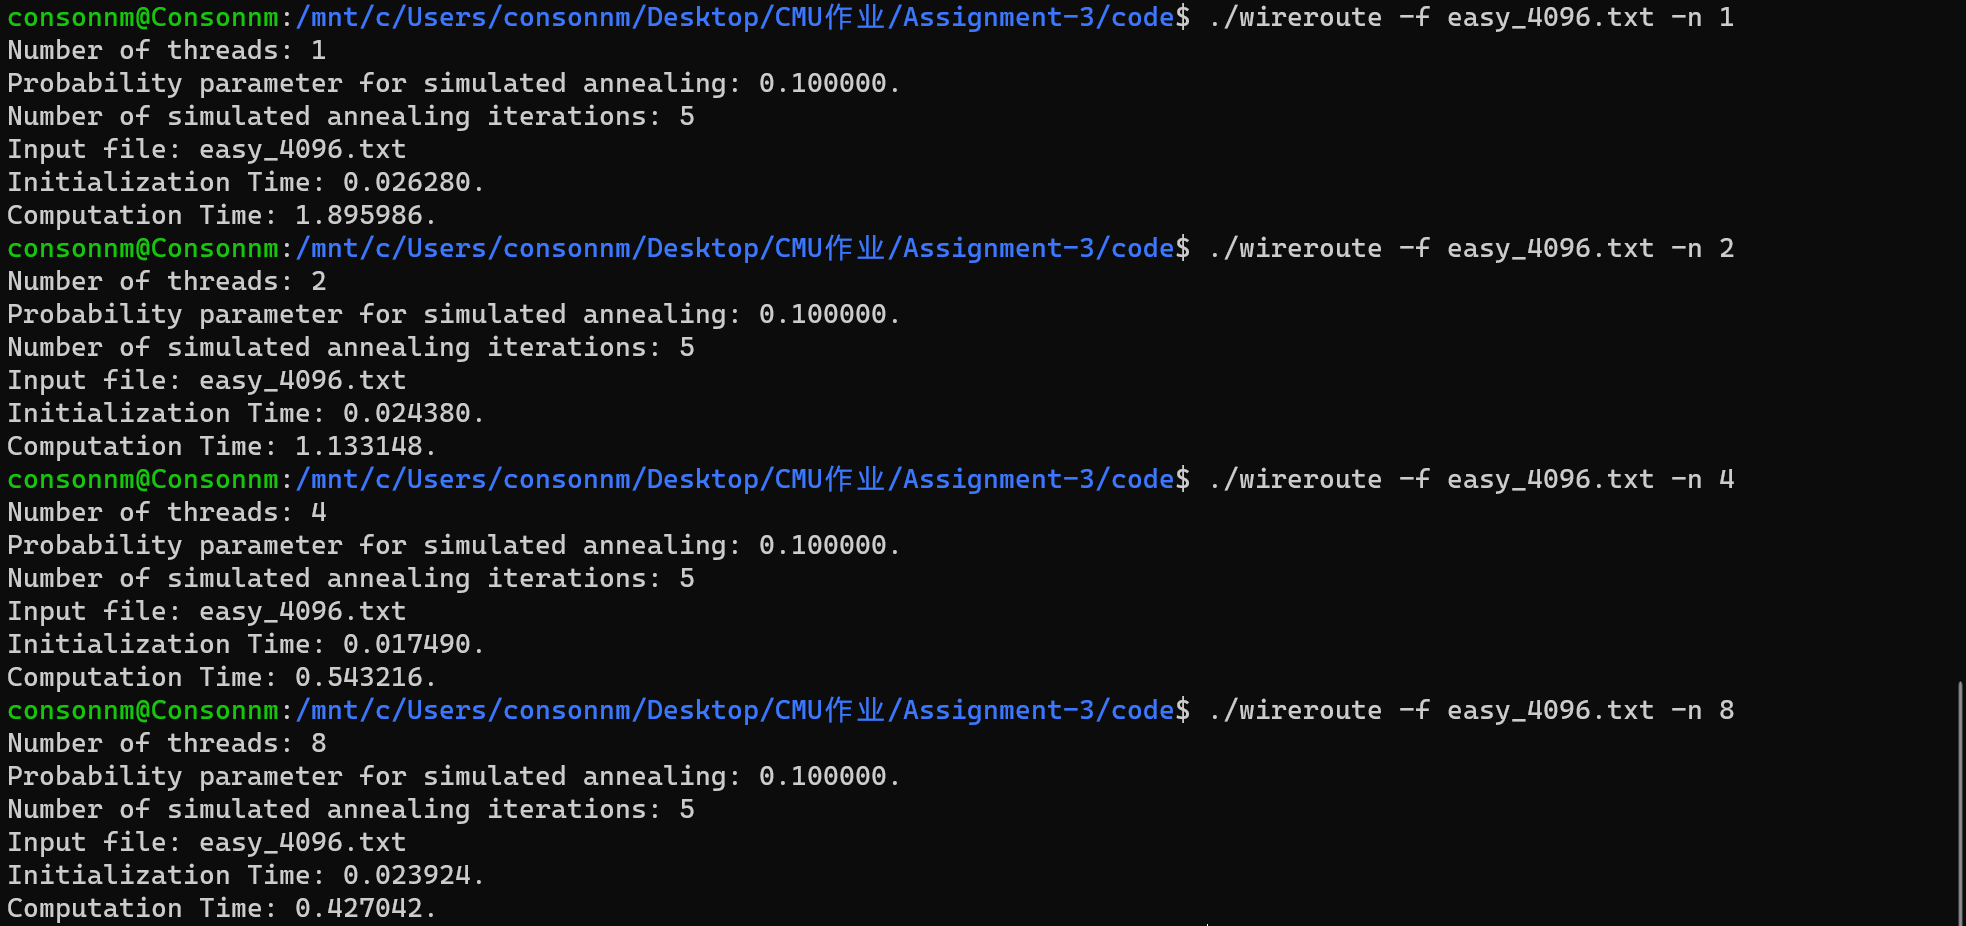 consonnm@Consonnm:/mnt/c/Users/consonnm/Desktop/CMU作业/Assignment-3/code$ ./wireroute -f easy_4096.txt -n 1
Number of threads: 1
Probability parameter for simulated annealing: 0.100000.
Number of simulated annealing iterations: 5
Input file: easy_4096.txt
Initialization Time: 0.026280.
Computation Time: 1.895986.
consonnm@Consonnm:/mnt/c/Users/consonnm/Desktop/CMU作业/Assignment-3/code$ ./wireroute -f easy_4096.txt -n 2
Number of threads: 2
Probability parameter for simulated annealing: 0.100000.
Number of simulated annealing iterations: 5
Input file: easy_4096.txt
Initialization Time: 0.024380.
Computation Time: 1.133148.
consonnm@Consonnm:/mnt/c/Users/consonnm/Desktop/CMU作业/Assignment-3/code$ ./wireroute -f easy_4096.txt -n 4
Number of threads: 4
Probability parameter for simulated annealing: 0.100000.
Number of simulated annealing iterations: 5
Input file: easy_4096.txt
Initialization Time: 0.017490.
Computation Time: 0.543216.
consonnm@Consonnm:/mnt/c/Users/consonnm/Desktop/CMU作业/Assignment-3/code$ ./wireroute -f easy_4096.txt -n 8
Number of threads: 8
Probability parameter for simulated annealing: 0.100000.
Number of simulated annealing iterations: 5
Input file: easy_4096.txt
Initialization Time: 0.023924.
Computation Time: 0.427042.